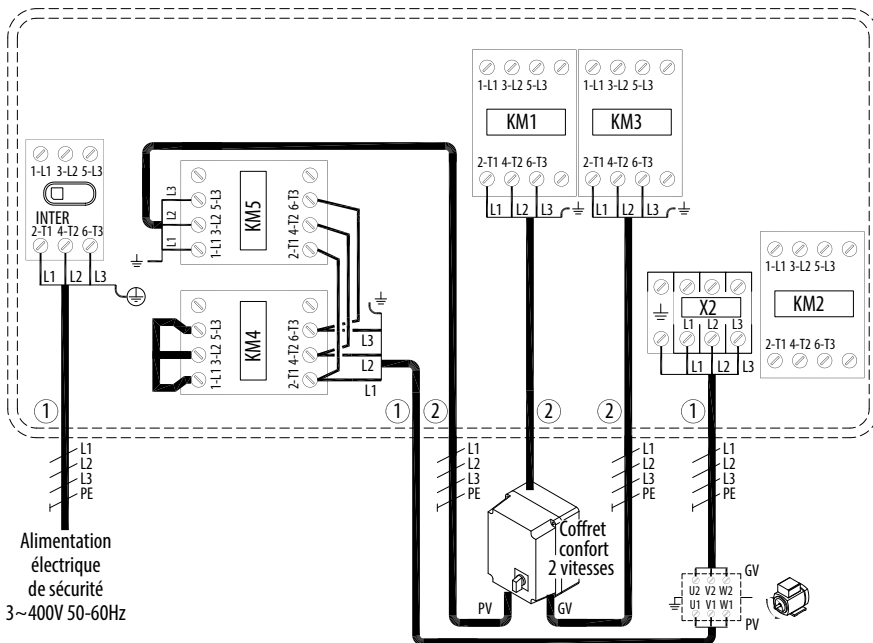 1-L1 3-L2 5-L3
INTER
2-T1 4-T2 6-T3
L1 L2 L3
L3
L2
L1
5-L3
3-L2
1-L1
KM5
6-T3
4-T2
2-T1
5-L3
3-L2
1-L1
KM4
6-T3
4-T2
2-T1
L3
L2
L1
1-L1 3-L2 5-L3
KM1
2-T1 4-T2 6-T3
L1 L2 L3
1-L1 3-L2 5-L3
KM3
2-T1 4-T2 6-T3
L1 L2 L3
X2
L1 L2 L3
L1 L2 L3
1-L1 3-L2 5-L3
KM2
2-T1 4-T2 6-T3
1
1
2
2
2
1
L1
L2
L3
PE
L1
L2
L3
PE
L1
L2
L3
PE
L1
L2
L3
PE
Alimentation
électrique
de sécurité
3~400V 50-60Hz
Coffret
confort
2 vitesses
PV
GV
GV
U2 V2 W2
U1 V1 W1
PV